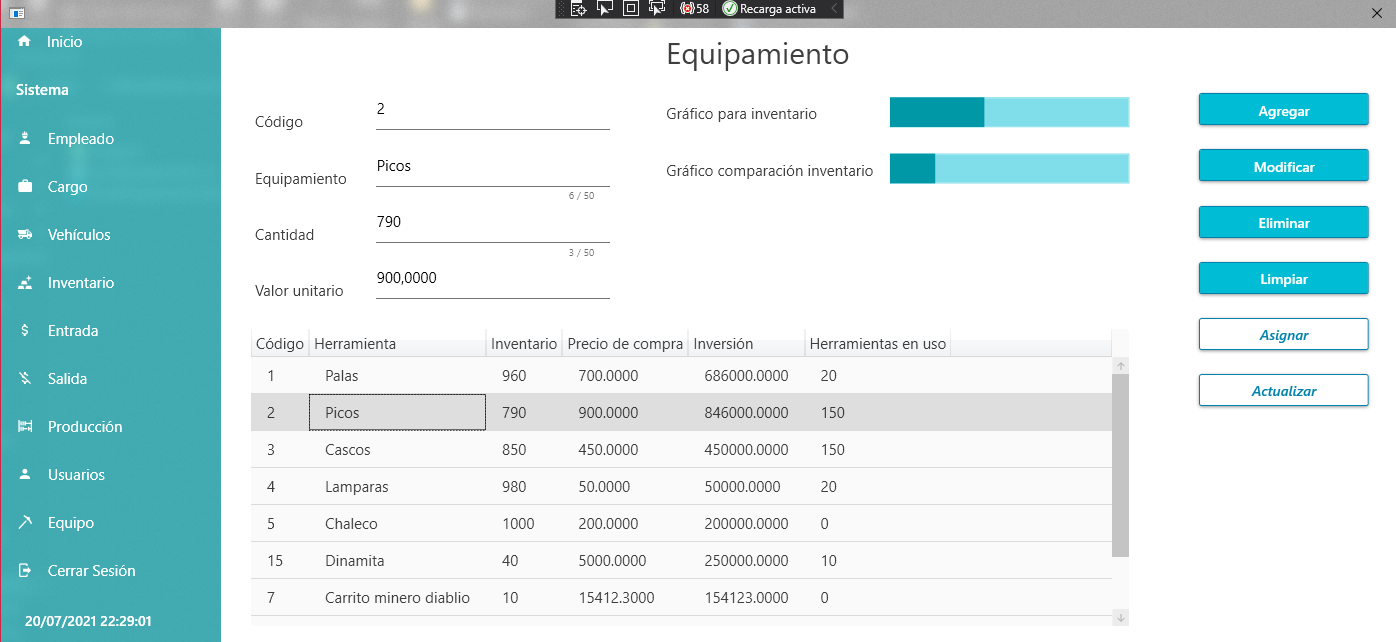 58 Recarga activa
Inicio
Sistema
Empleado
Cargo
Vehículos
Inventario
Entrada
Salida
Producción
Usuarios
Equipo
Cerrar Sesión
20/07/2021 22:29:01
Equipamiento
Código 2
Equipamiento Picos
6 / 50
Cantidad 790
3 / 50
Valor unitario 900,0000
Gráfico para inventario
Gráfico comparación inventario
Agregar
Modificar
Eliminar
Limpiar
Asignar
Actualizar
Código Herramienta Inventario Precio de compra Inversión Herramientas en uso
1 Palas 960 700.0000 686000.0000 20
2 Picos 790 900.0000 846000.0000 150
3 Cascos 850 450.0000 450000.0000 150
4 Lamparas 980 50.0000 50000.0000 20
5 Chaleco 1000 200.0000 200000.0000 0
15 Dinamita 40 5000.0000 250000.0000 10
7 Carrito minero diablio 10 15412.3000 154123.0000 0